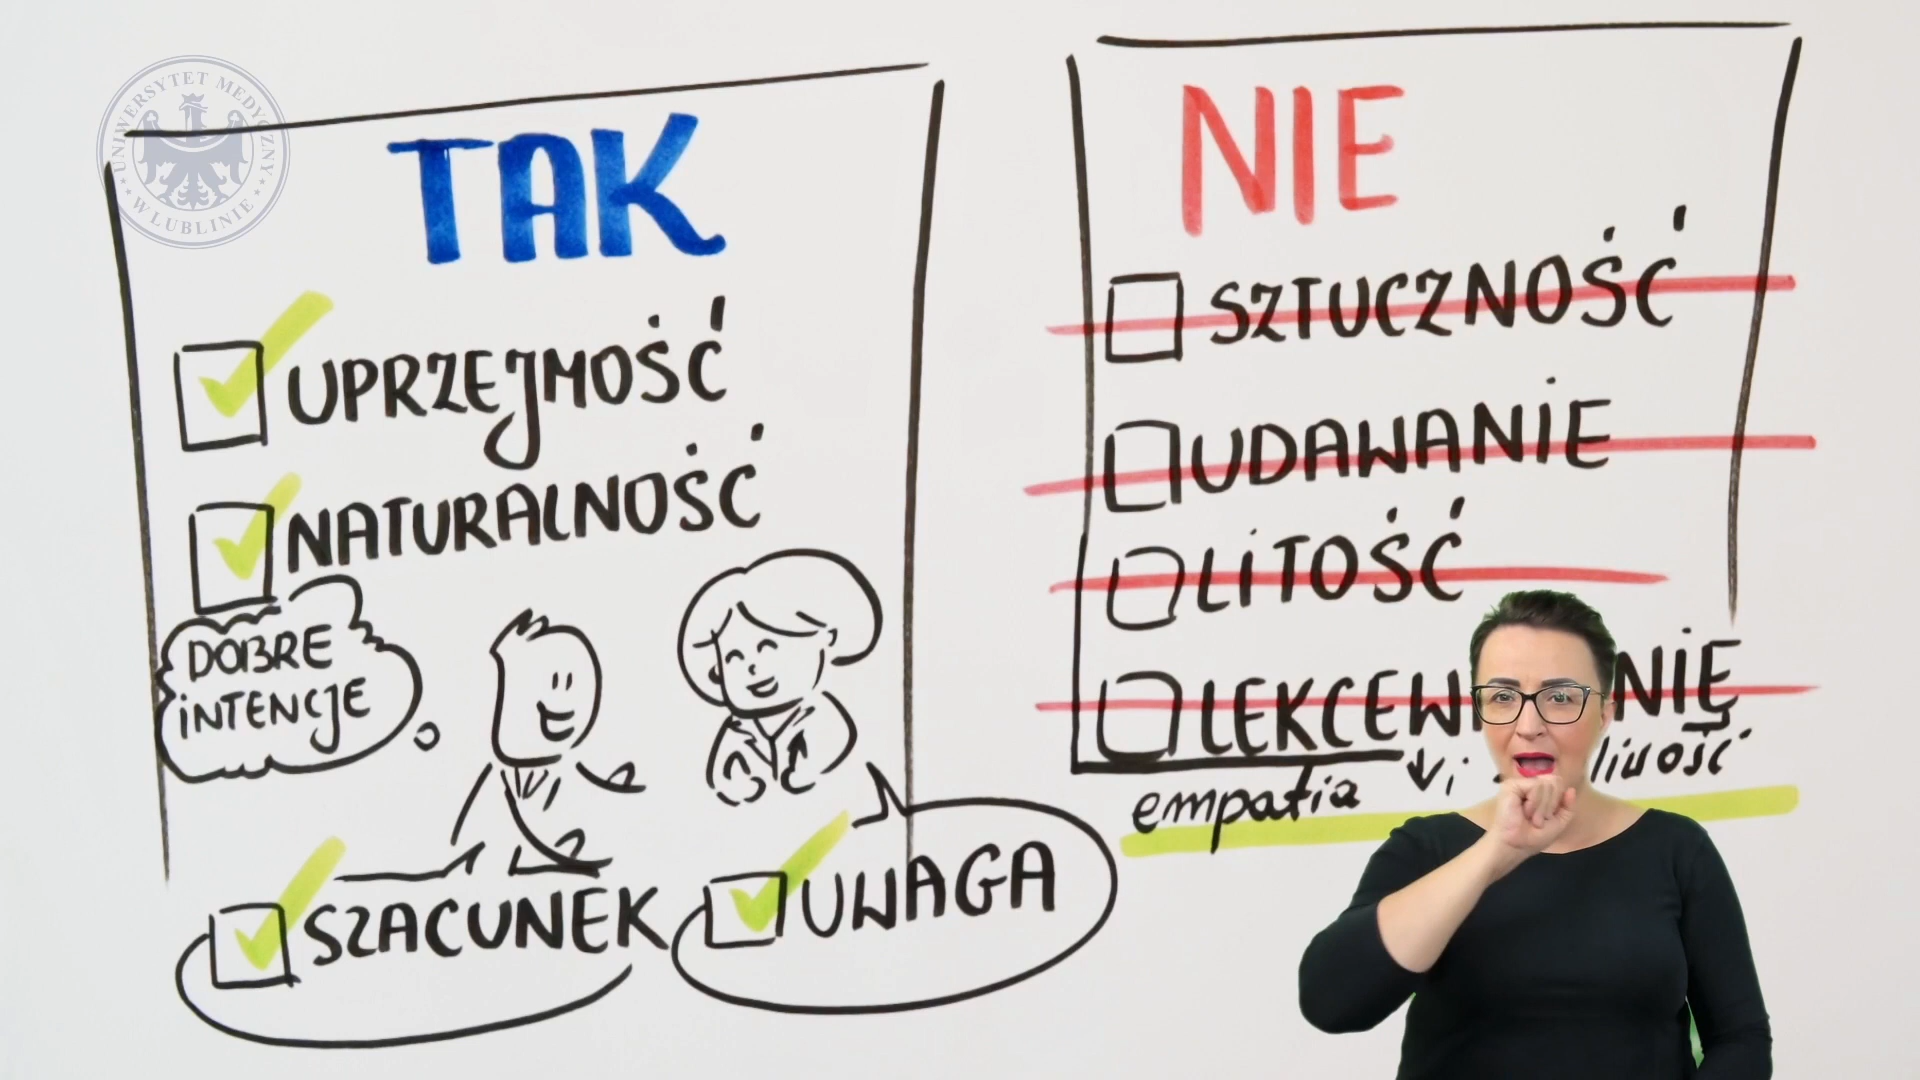 UNIWERSYTET MEDYCZNY
W LUBLINIE
TAK
UPRZEJMOŚĆ
NATURALNOŚĆ
DOBRE
INTENCJE
SZACUNEK
UWAGA
NIE
SZTUCZNOŚĆ
UDAWANIE
LITOŚĆ
empatia i